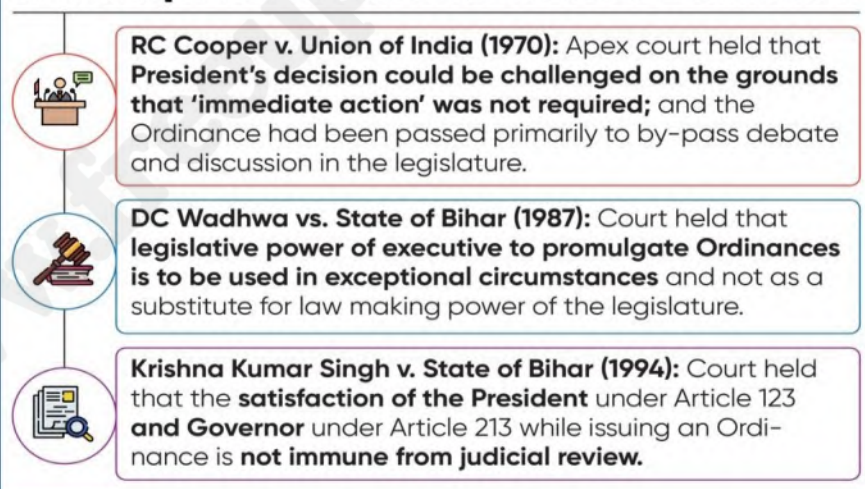 RC Cooper v. Union of India (1970): Apex court held that
President's decision could be challenged on the grounds
that 'immediate action' was not required; and the
Ordinance had been passed primarily to by-pass debate
and discussion in the legislature.
DC Wadhwa vs. State of Bihar (1987): Court held that
legislative power of executive to promulgate Ordinances
is to be used in exceptional circumstances and not as a
substitute for law making power of the legislature.
Krishna Kumar Singh v. State of Bihar (1994): Court held
that the satisfaction of the President under Article 123
and Governor under Article 213 while issuing an Ordi-
nance is not immune from judicial review.